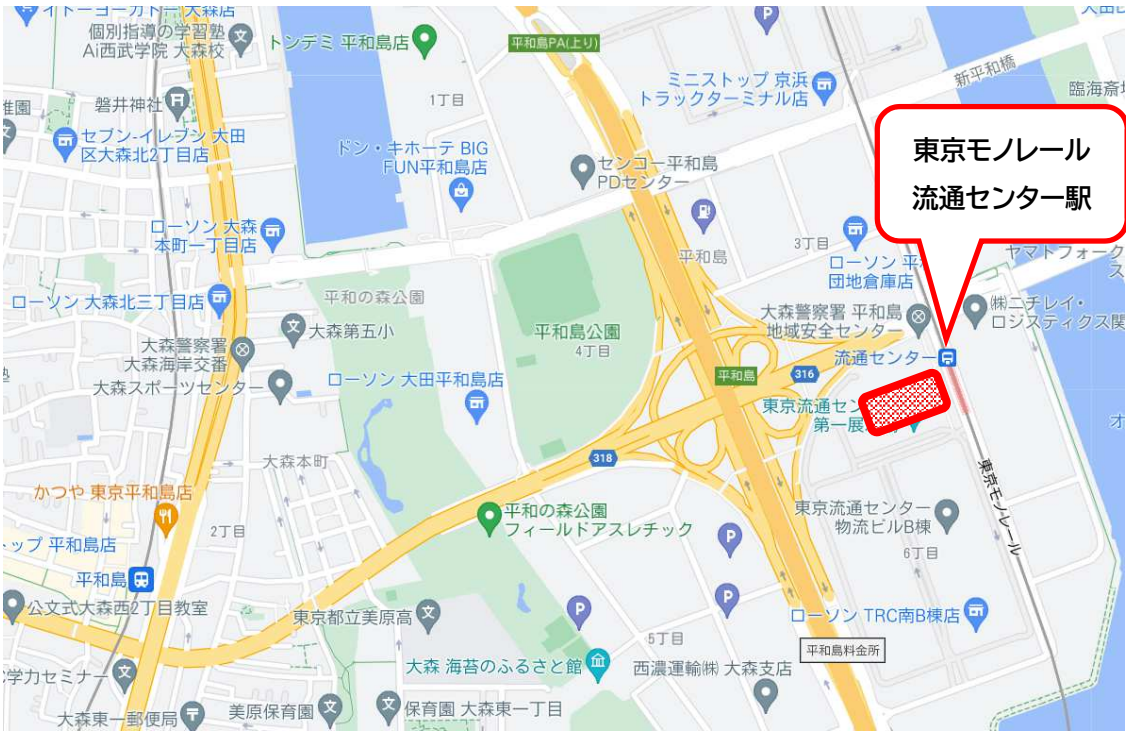 イトーヨーカドー 大森店
個別指導の学習塾
Ai西武学院 大森校
トンデミ 平和島店
平和島PA(上り)
ミニストップ 京浜
トラックターミナル店
新平和橋
臨海斎場
磐井神社
1丁目
セブン-イレブン 大田
区大森北2丁目店
ドン・キホーテ BIG
FUN平和島店
センコー平和島
PDセンター
東京モノレール
流通センター駅
ローソン 大森
本町一丁目店
平和島
3丁目
ローソン 平和
団地倉庫店
ヤマトフォーク
ス
ローソン 大森北三丁目店
平和の森公園
大森第五小
平和島公園
4丁目
大森警察署 平和島
地域安全センター
㈱ニチレイ・
ロジスティクス関
大森警察署
大森海岸交番
大森スポーツセンター
ローソン 大田平和島店
平和島
316
流通センター
東京流通セン
第一展
オ
318
大森本町
かつや 東京平和島店
平和の森公園
フィールドアスレチック
東京流通センター
物流ビルB棟
東京モノレール
2丁目
6丁目
トップ 平和島店
平和島
公文式大森西2丁目教室
東京都立美原高
ローソン TRC南B棟店
5丁目
平和島料金所
大森 海苔のふるさと館
西濃運輸㈱ 大森支店
学力セミナー
大森東一郵便局
美原保育園
保育園 大森東一丁目